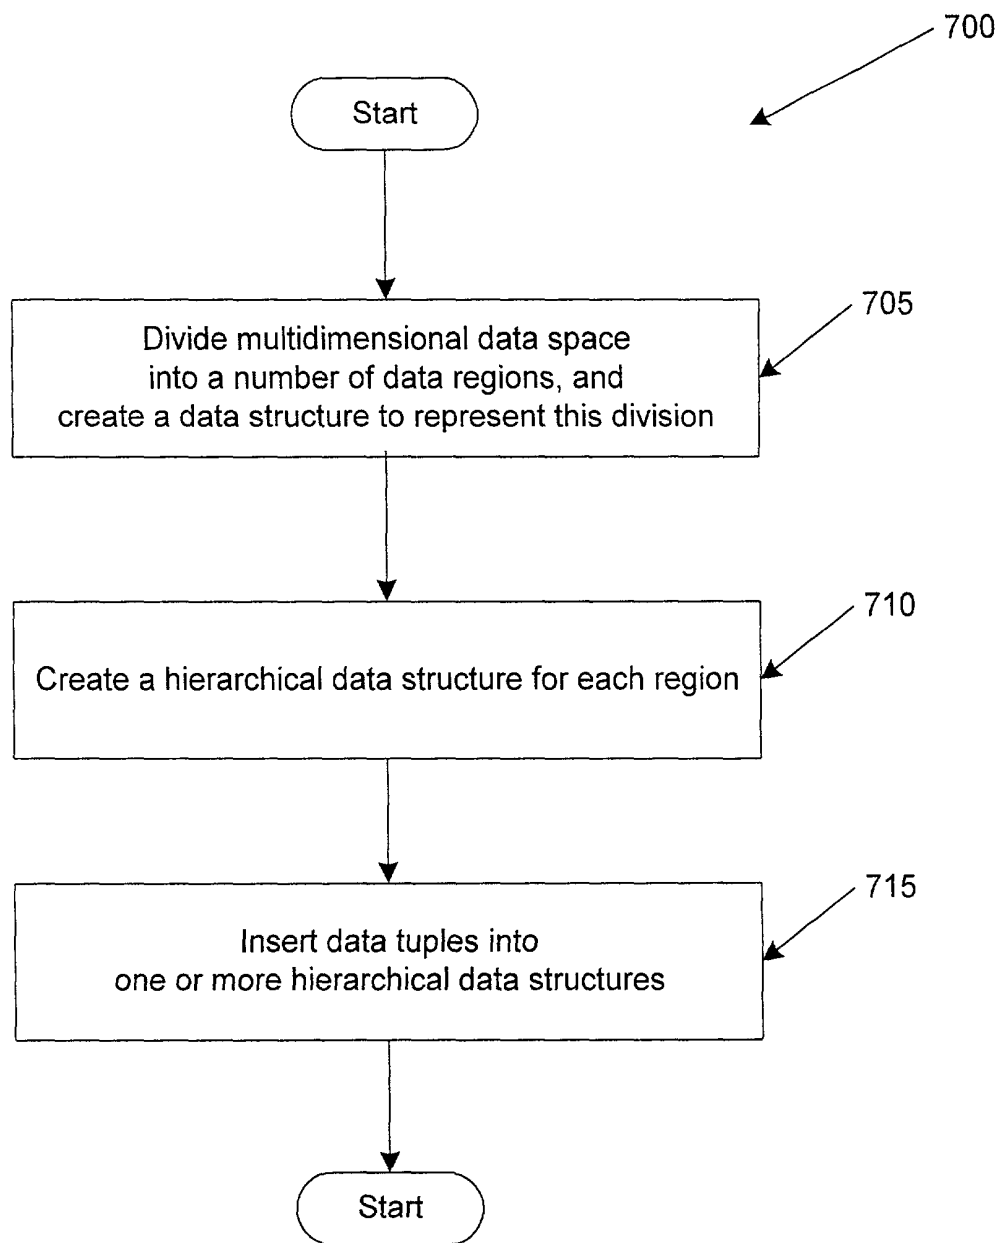 700
Start
705
Divide multidimensional data space
into a number of data regions, and
create a data structure to represent this division
710
Create a hierarchical data structure for each region
715
Insert data tuples into
one or more hierarchical data structures
Start